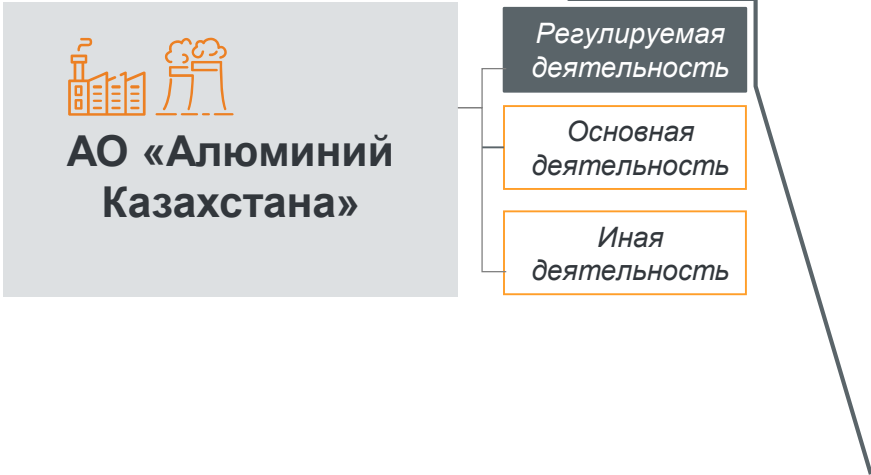 АО «Алюминий
Казахстана»
Регулируемая
деятельность
Основная
деятельность
Иная
деятельность